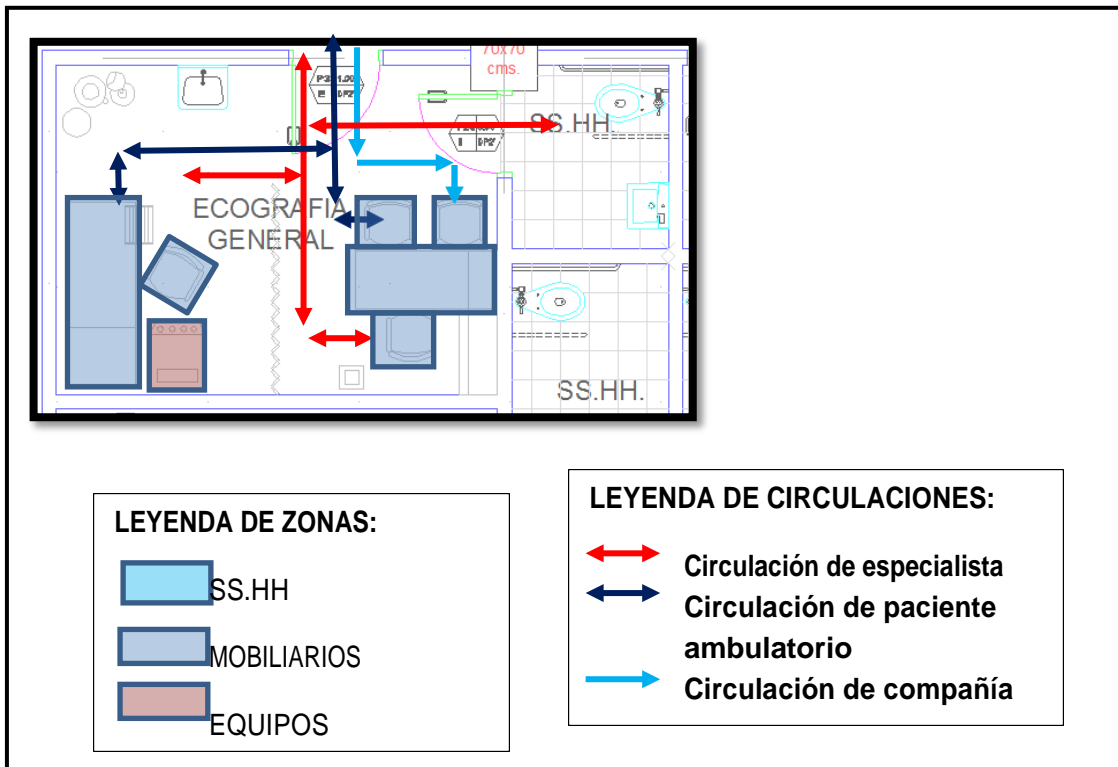 70x70
cms.
SS.HH.
ECOGRAFIA
GENERAL
SS.HH.
LEYENDA DE ZONAS:
SS.HH
MOBILIARIOS
EQUIPOS
LEYENDA DE CIRCULACIONES:
Circulación de especialista
Circulación de paciente
ambulatorio
Circulación de compañía